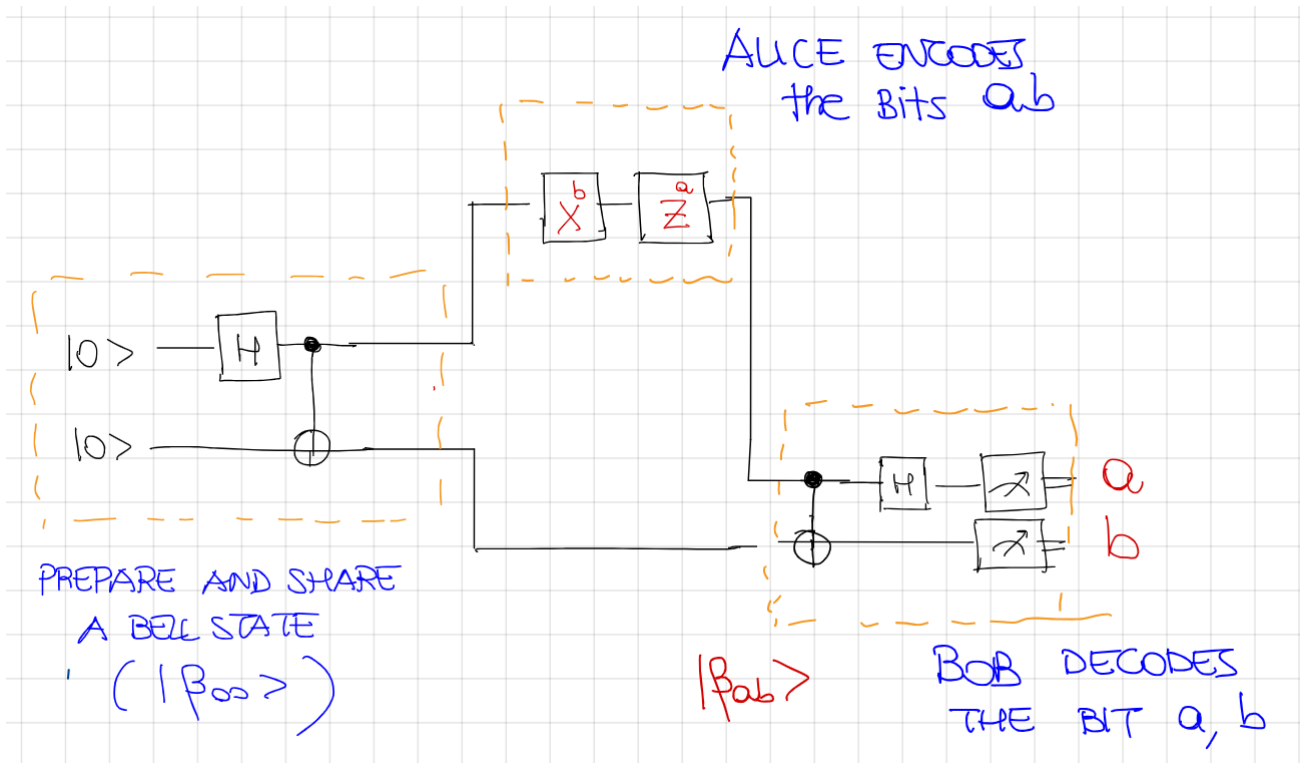 ALICE ENCODES
the Bits ab
X^b Z^a
|0> H
|0>
H a
b
PREPARE AND SHARE
A BELL STATE
(|β₀₀>)
|βab>
BOB DECODES
THE BIT a, b